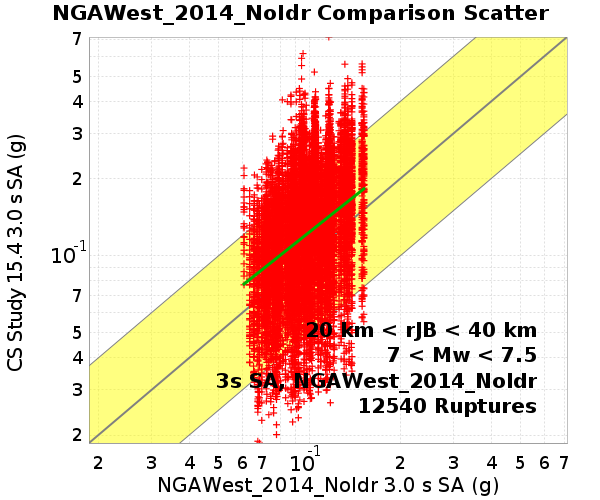 NGAWest_2014_NoIdr Comparison Scatter
7
5
4
3
2
10-1
7
5
4
3
2
CS Study 15.4 3.0 s SA (g)
20 km < rJB < 40 km
7 < Mw < 7.5
3s SA, NGAWest_2014_NoIdr
12540 Ruptures
2 3 4 5 6 7 10-1 2 3 4 5 6 7
NGAWest_2014_NoIdr 3.0 s SA (g)